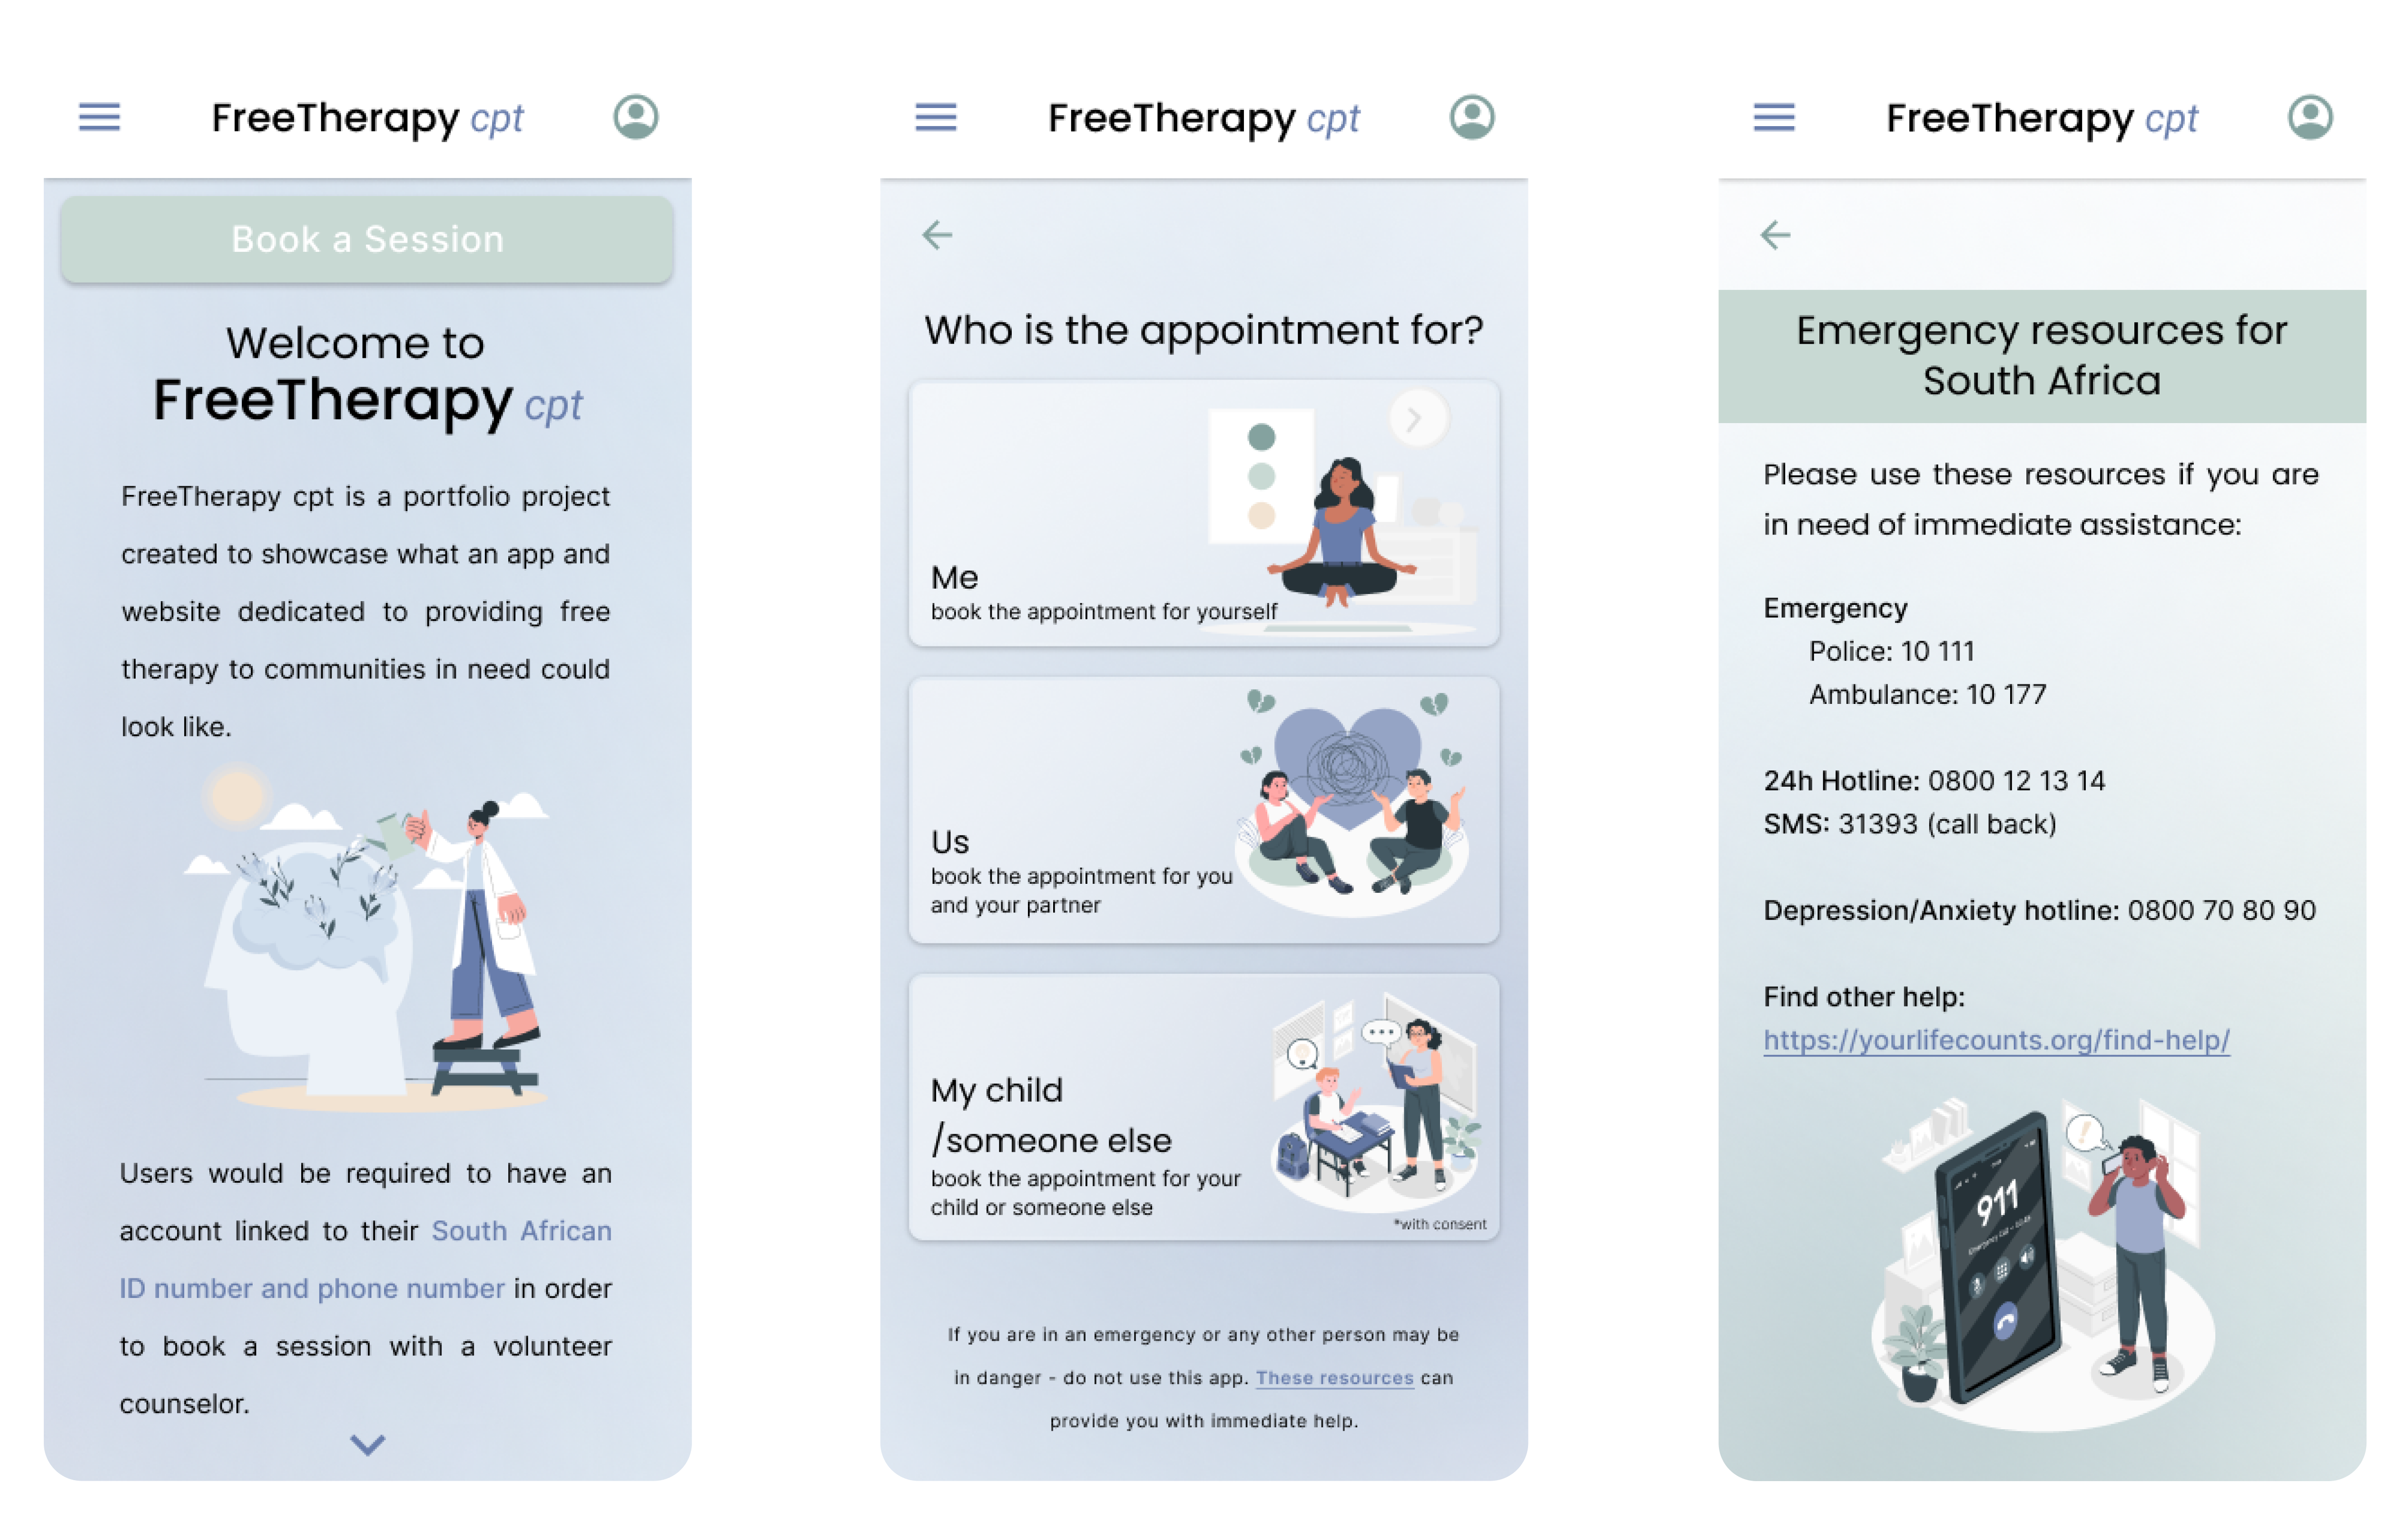 FreeTherapy cpt
Book a Session
Welcome to
FreeTherapy cpt
FreeTherapy cpt is a portfolio project
created to showcase what an app and
website dedicated to providing free
therapy to communities in need could
look like.
Users would be required to have an
account linked to their South African
ID number and phone number in order
to book a session with a volunteer
counselor.
FreeTherapy cpt
Who is the appointment for?
Me
book the appointment for yourself
Us
book the appointment for you
and your partner
My child
/someone else
book the appointment for your
child or someone else
*with consent
If you are in an emergency or any other person may be
in danger - do not use this app. These resources can
provide you with immediate help.
FreeTherapy cpt
Emergency resources for
South Africa
Please use these resources if you are
in need of immediate assistance:
Emergency
Police: 10 111
Ambulance: 10 177
24h Hotline: 0800 12 13 14
SMS: 31393 (call back)
Depression/Anxiety hotline: 0800 70 80 90
Find other help:
https://yourlifecounts.org/find-help/
911
Emergency Call